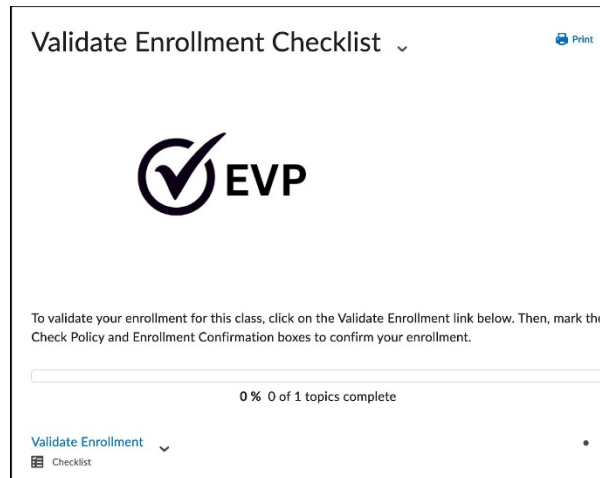 Validate Enrollment Checklist
Print
EVP
To validate your enrollment for this class, click on the Validate Enrollment link below. Then, mark the
Check Policy and Enrollment Confirmation boxes to confirm your enrollment.
0 % 0 of 1 topics complete
Validate Enrollment
Checklist